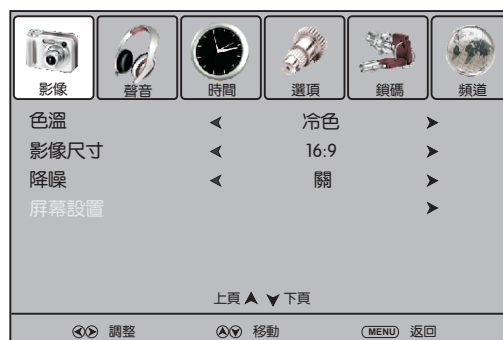 影像 聲音 時間 選項 鎖碼 頻道
色溫 冷色
影像尺寸 16:9
降噪 關
屏幕設置
上頁 下頁
調整 移動 MENU 返回